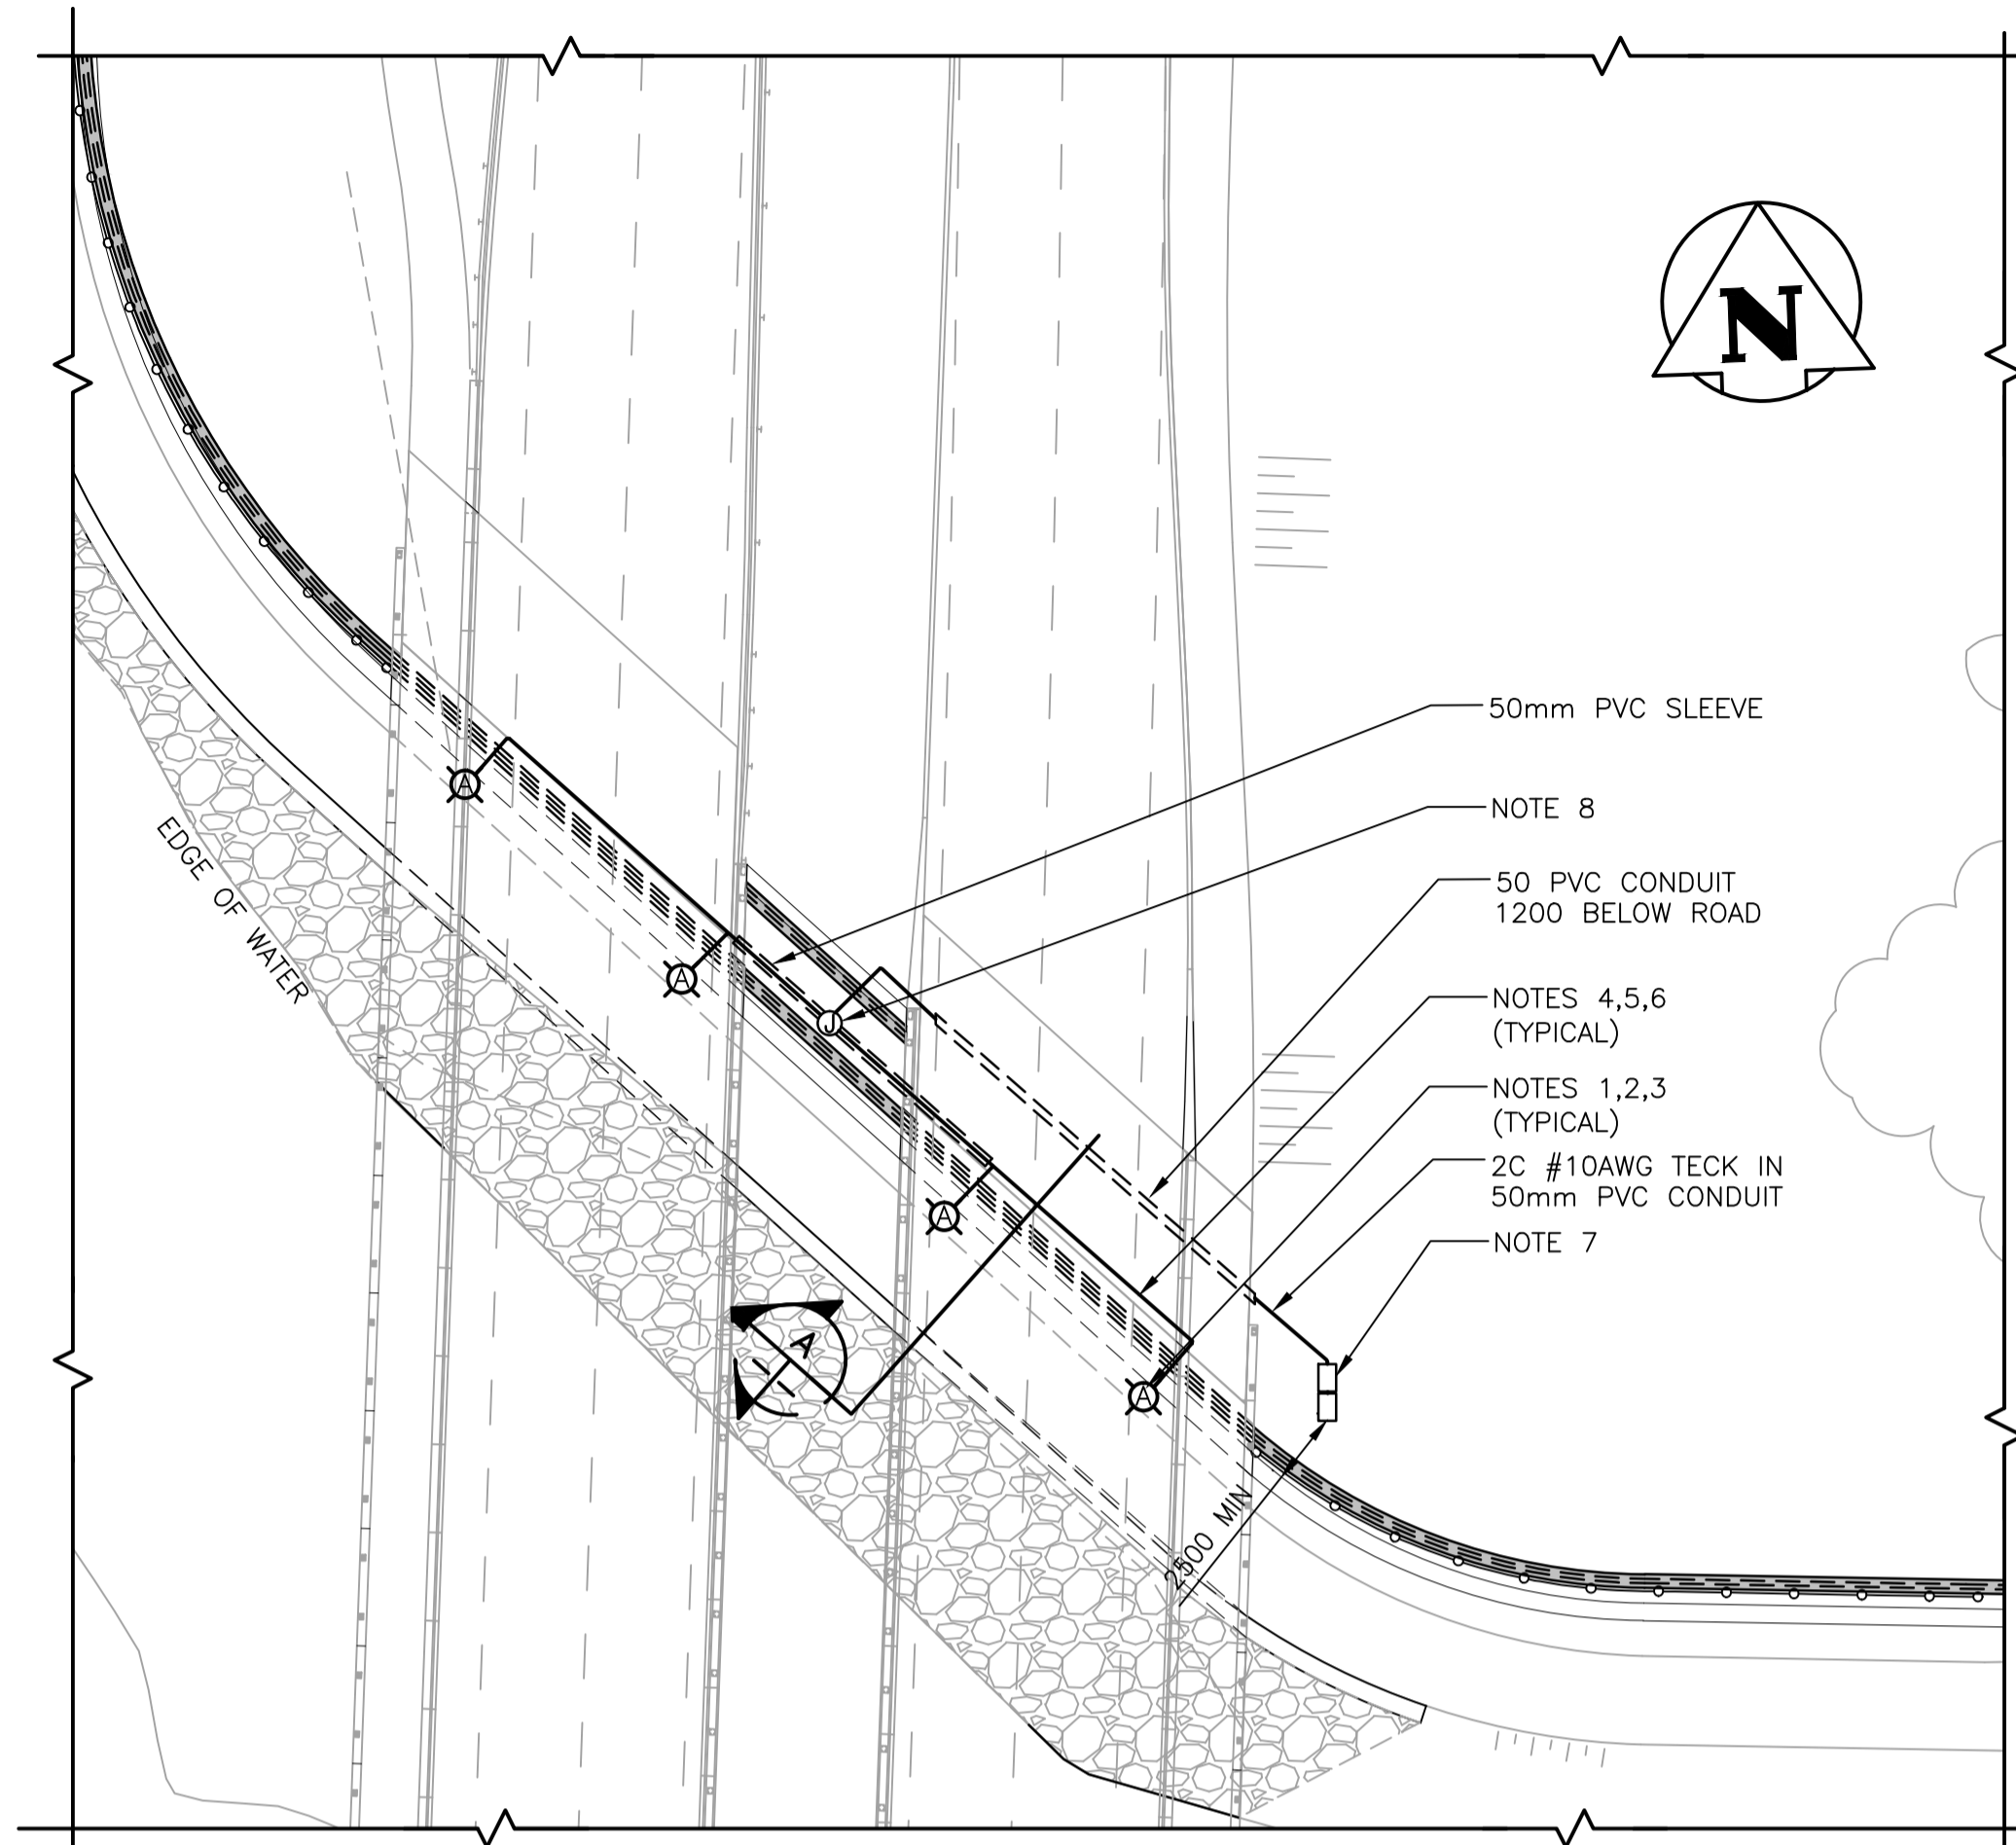 N
50mm PVC SLEEVE
NOTE 8
50 PVC CONDUIT
1200 BELOW ROAD
NOTES 4,5,6
(TYPICAL)
NOTES 1,2,3
(TYPICAL)
2C #10AWG TECK IN
50mm PVC CONDUIT
NOTE 7
EDGE OF WATER
A
A
J
A
A
A
2500 MIN